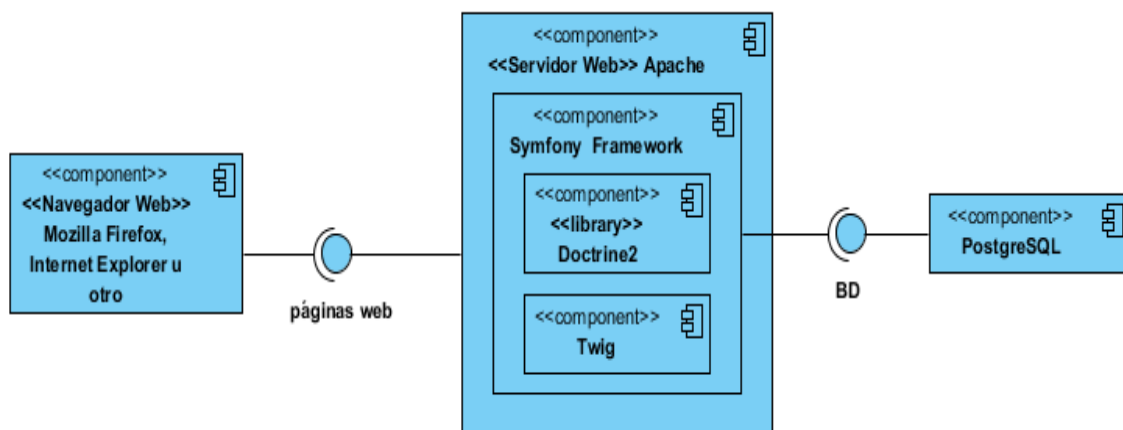 <<component>>
<<Navegador Web>>
Mozilla Firefox,
Internet Explorer u
otro
páginas web
<<component>>
<<Servidor Web>> Apache
<<component>>
Symfony Framework
<<component>>
<<library>>
Doctrine2
<<component>>
Twig
BD
<<component>>
PostgreSQL